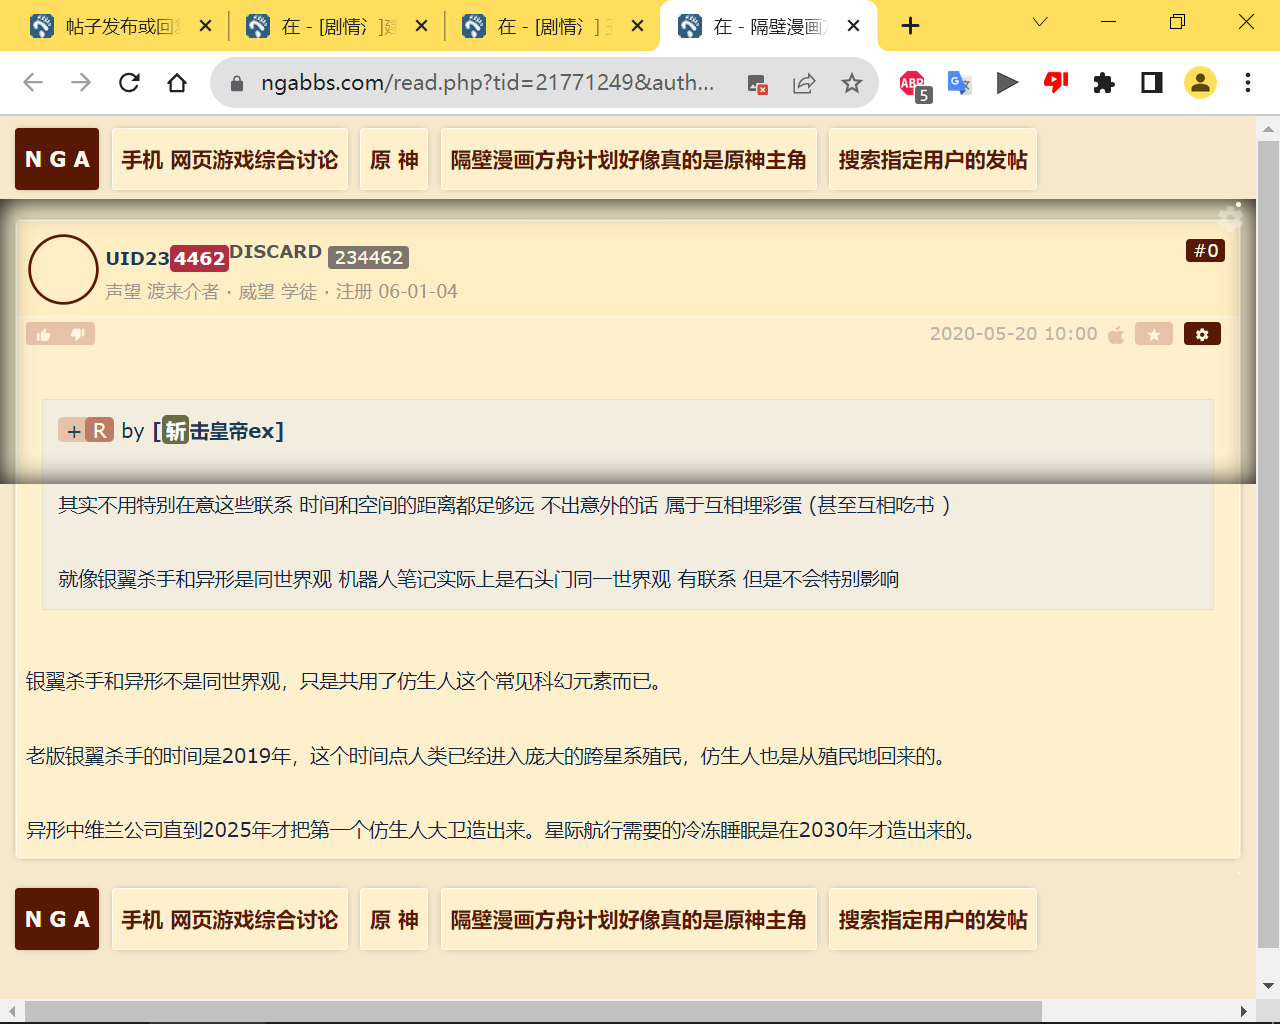 帖子发布或回复
在 - [剧情氵]建
在 - [剧情氵] 王
在 - 隔壁漫画方
ngabbs.com/read.php?tid=21771249&auth...
ABP
5
N G A
手机 网页游戏综合讨论
原 神
隔壁漫画方舟计划好像真的是原神主角
搜索指定用户的发帖
UID234462 DISCARD 234462
#0
声望 渡来介者 · 威望 学徒 · 注册 06-01-04
2020-05-20 10:00
+ R by [斩击皇帝ex]
其实不用特别在意这些联系 时间和空间的距离都足够远 不出意外的话 属于互相埋彩蛋 (甚至互相吃书 )
就像银翼杀手和异形是同世界观 机器人笔记实际上是石头门同一世界观 有联系 但是不会特别影响
银翼杀手和异形不是同世界观，只是共用了仿生人这个常见科幻元素而已。
老版银翼杀手的时间是2019年，这个时间点人类已经进入庞大的跨星系殖民，仿生人也是从殖民地回来的。
异形中维兰公司直到2025年才把第一个仿生人大卫造出来。星际航行需要的冷冻睡眠是在2030年才造出来的。
N G A
手机 网页游戏综合讨论
原 神
隔壁漫画方舟计划好像真的是原神主角
搜索指定用户的发帖